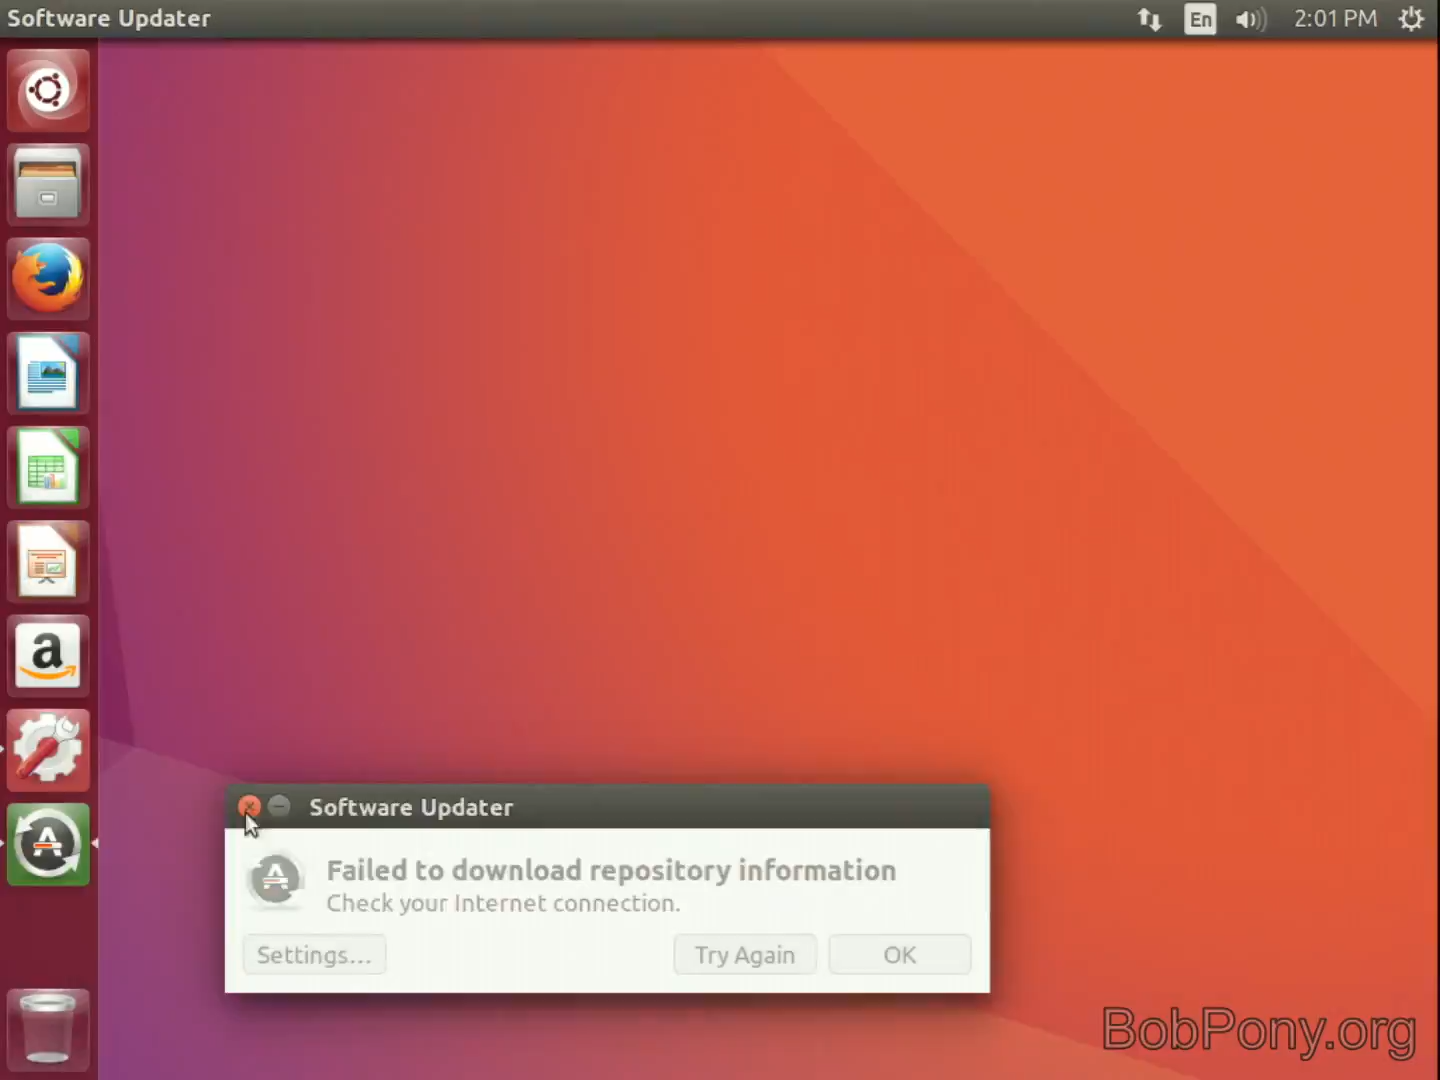 Software Updater
En
2:01 PM
a
Software Updater
Failed to download repository information
Check your Internet connection.
Settings...
Try Again
OK
BobPony.org